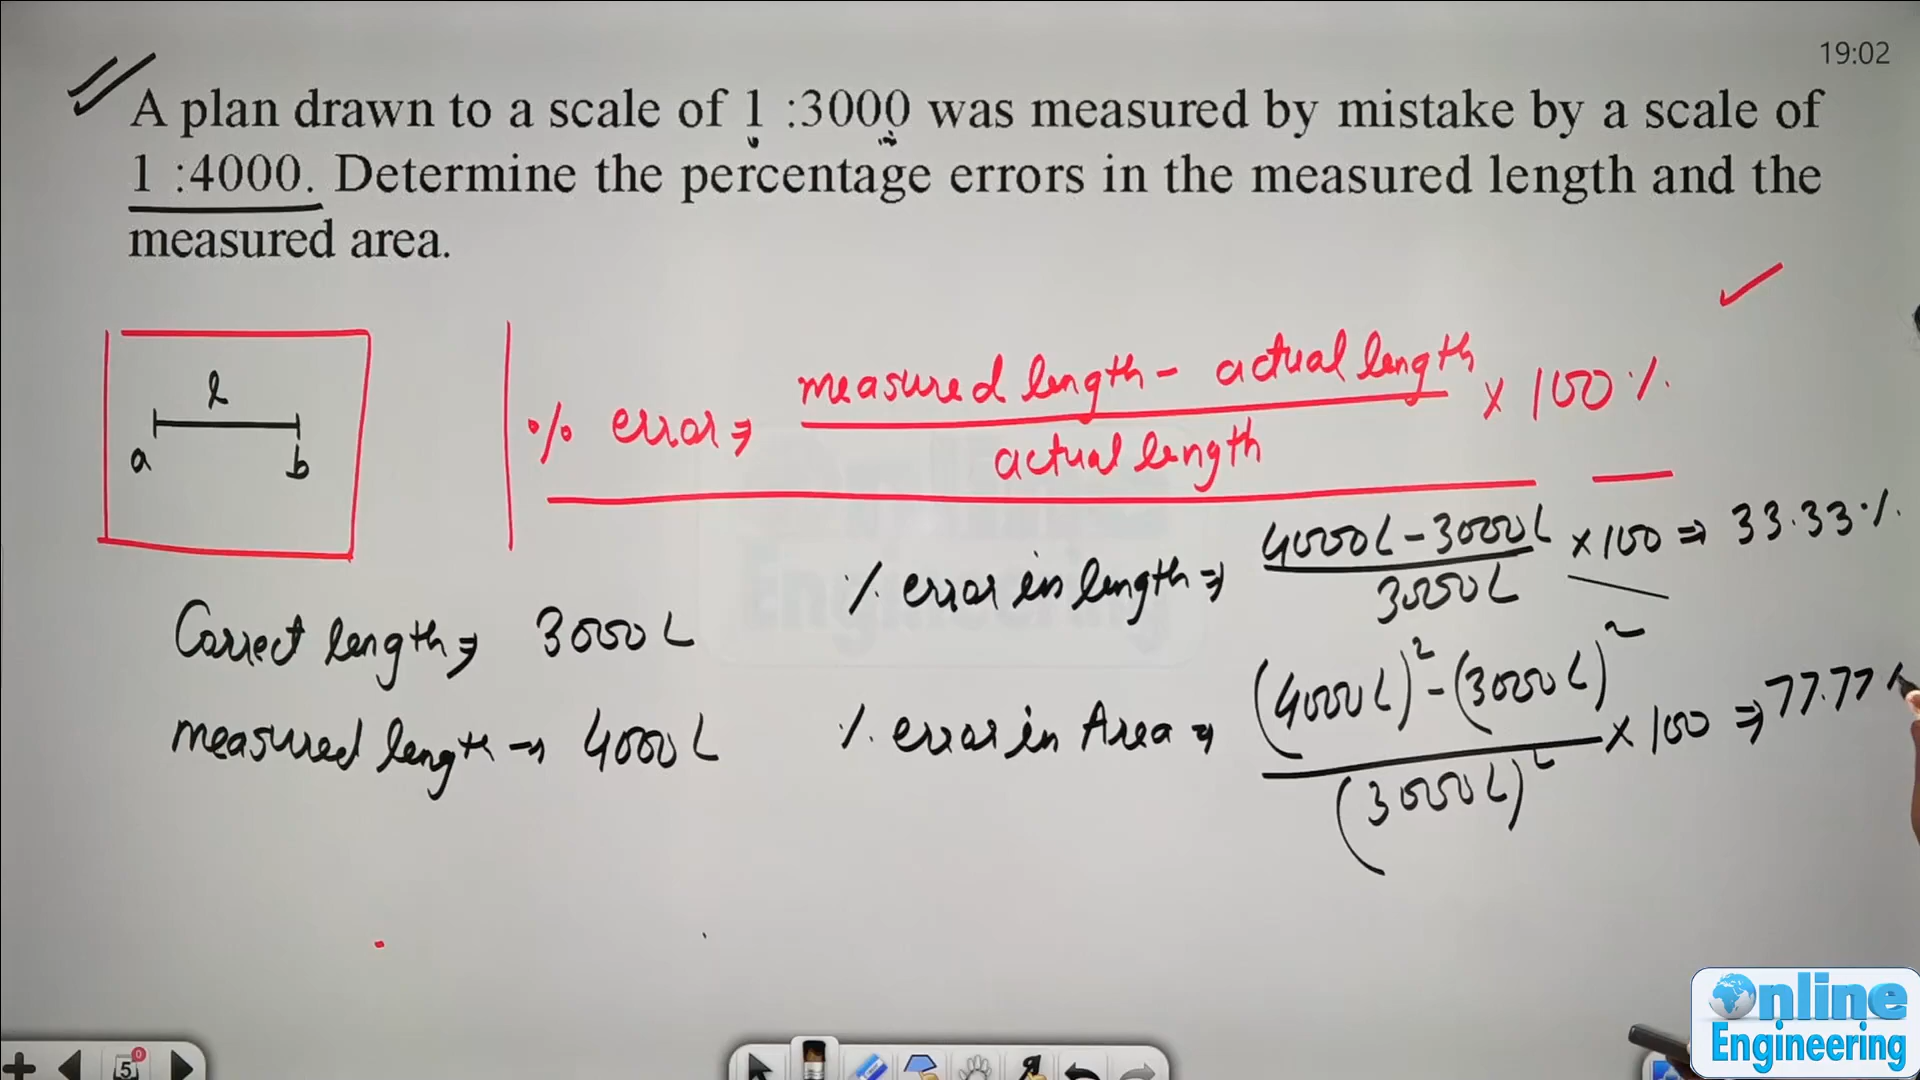 19:02
A plan drawn to a scale of 1 :3000 was measured by mistake by a scale of
1 :4000. Determine the percentage errors in the measured length and the
measured area.
l
a b
% error ⇒ measured length - actual length / actual length × 100 %
Correct length ⇒ 3000 L
measured length → 4000 L
% error in length ⇒ 4000L - 3000L / 3000L × 100 ⇒ 33.33 %
% error in Area ⇒ (4000L)² - (3000L)² / (3000L)² × 100 ⇒ 77.77 %
Online
Engineering
5
0
Online
Engineering